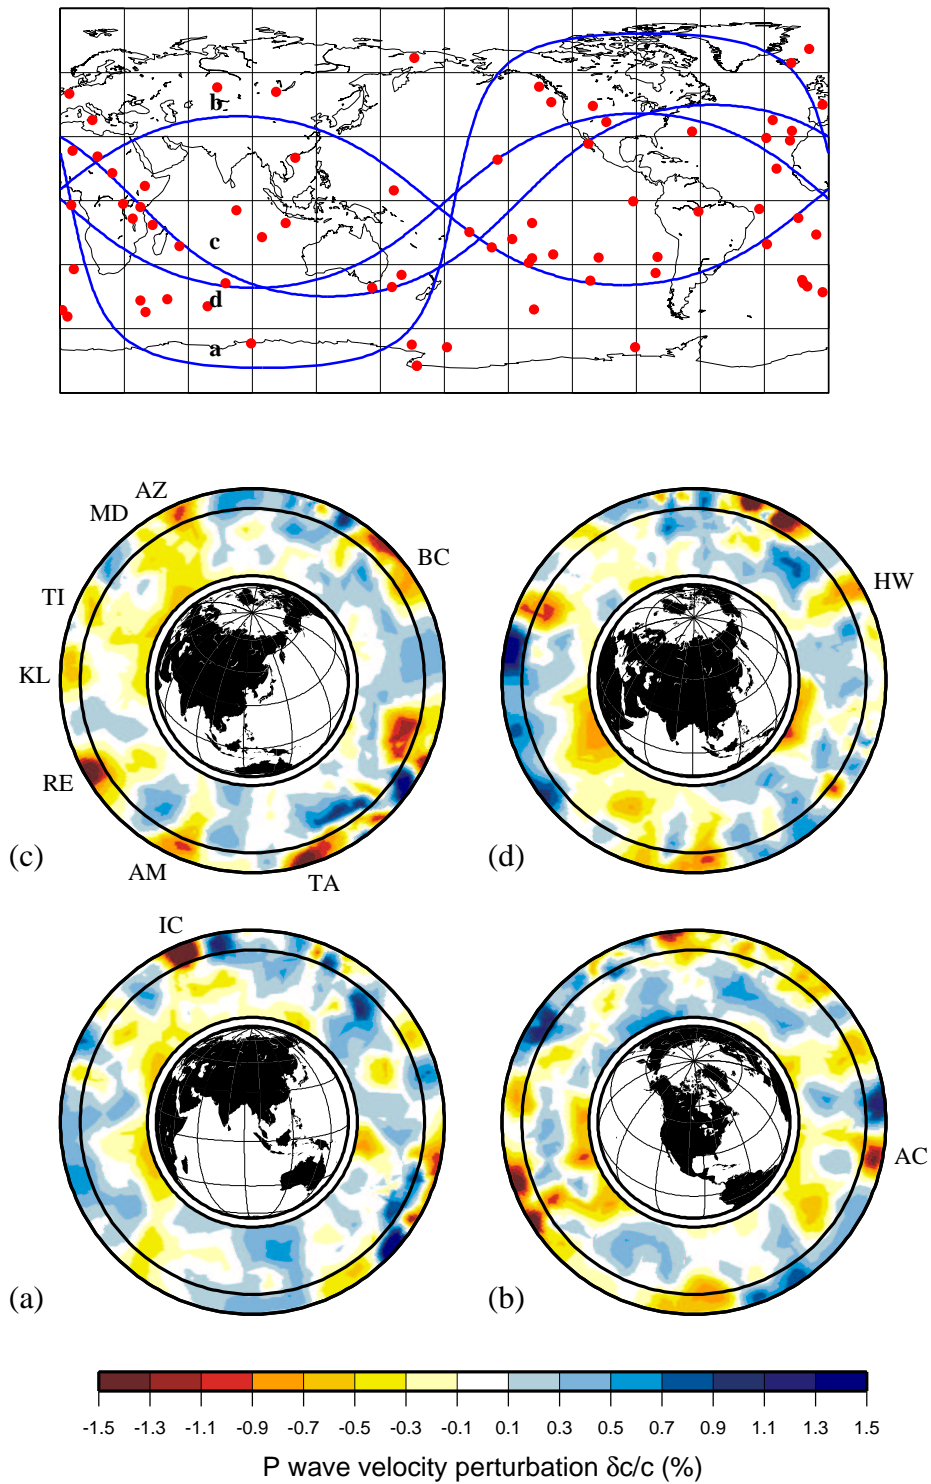 b
c
d
a
AZ
MD
BC
TI
HW
KL
RE
(c)
(d)
AM
TA
IC
AC
(a)
(b)
-1.5 -1.3 -1.1 -0.9 -0.7 -0.5 -0.3 -0.1 0.1 0.3 0.5 0.7 0.9 1.1 1.3 1.5
P wave velocity perturbation δc/c (%)